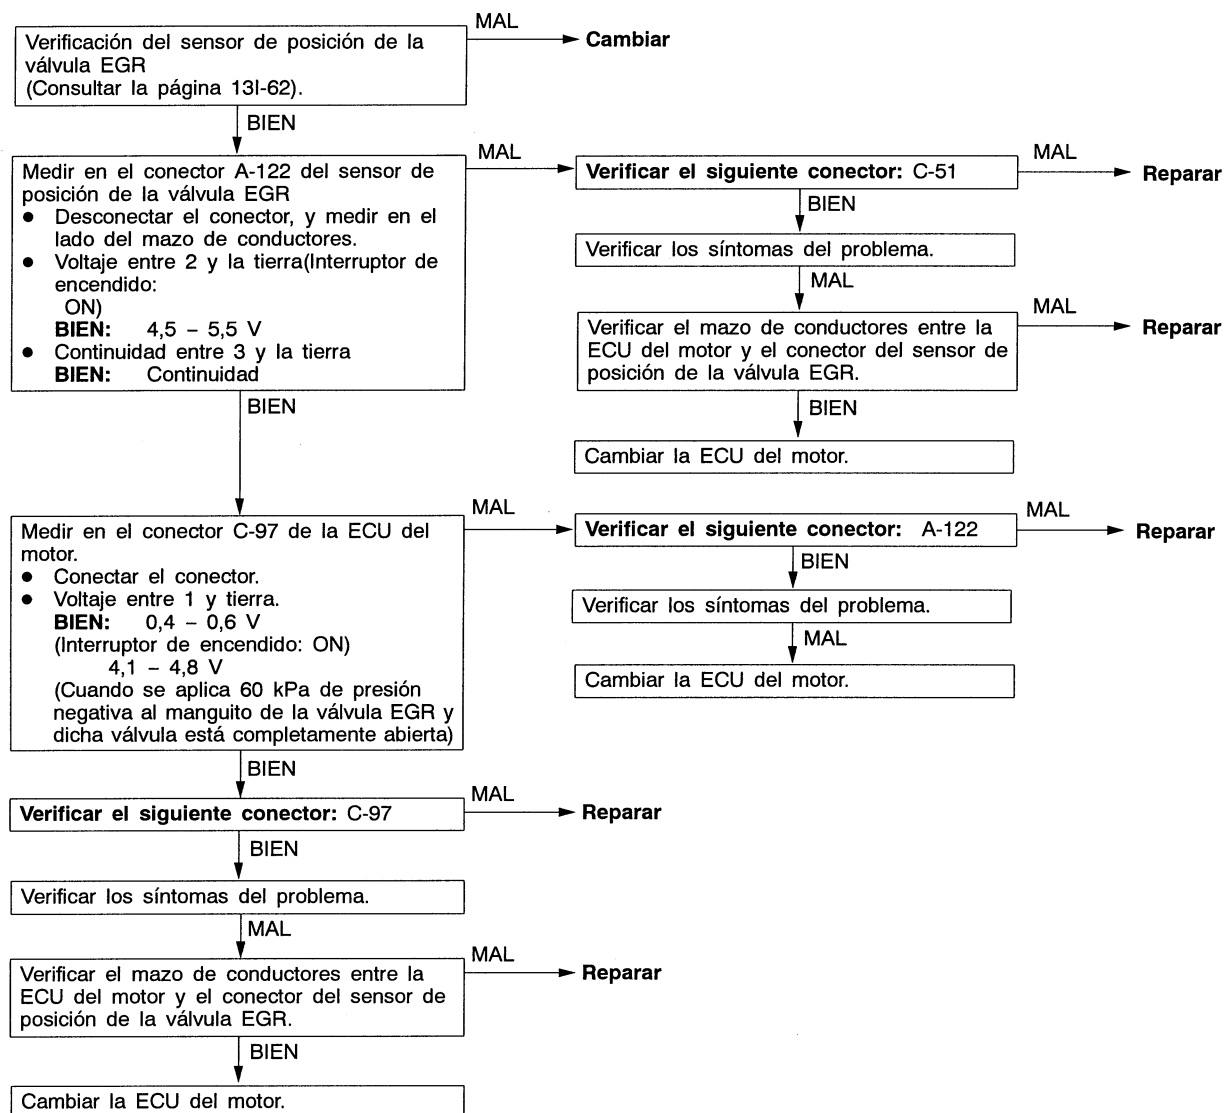 MAL
Verificación del sensor de posición de la
válvula EGR
(Consultar la página 13I-62).
Cambiar
BIEN
Medir en el conector A-122 del sensor de
posición de la válvula EGR
● Desconectar el conector, y medir en el
lado del mazo de conductores.
● Voltaje entre 2 y la tierra(Interruptor de
encendido:
ON)
BIEN: 4,5 – 5,5 V
● Continuidad entre 3 y la tierra
BIEN: Continuidad
MAL
Verificar el siguiente conector: C-51
MAL
Reparar
BIEN
Verificar los síntomas del problema.
MAL
Verificar el mazo de conductores entre la
ECU del motor y el conector del sensor de
posición de la válvula EGR.
MAL
Reparar
BIEN
Cambiar la ECU del motor.
BIEN
Medir en el conector C-97 de la ECU del
motor.
● Conectar el conector.
● Voltaje entre 1 y tierra.
BIEN: 0,4 – 0,6 V
(Interruptor de encendido: ON)
4,1 – 4,8 V
(Cuando se aplica 60 kPa de presión
negativa al manguito de la válvula EGR y
dicha válvula está completamente abierta)
MAL
Verificar el siguiente conector: A-122
MAL
Reparar
BIEN
Verificar los síntomas del problema.
MAL
Cambiar la ECU del motor.
BIEN
Verificar el siguiente conector: C-97
MAL
Reparar
BIEN
Verificar los síntomas del problema.
MAL
Verificar el mazo de conductores entre la
ECU del motor y el conector del sensor de
posición de la válvula EGR.
MAL
Reparar
BIEN
Cambiar la ECU del motor.